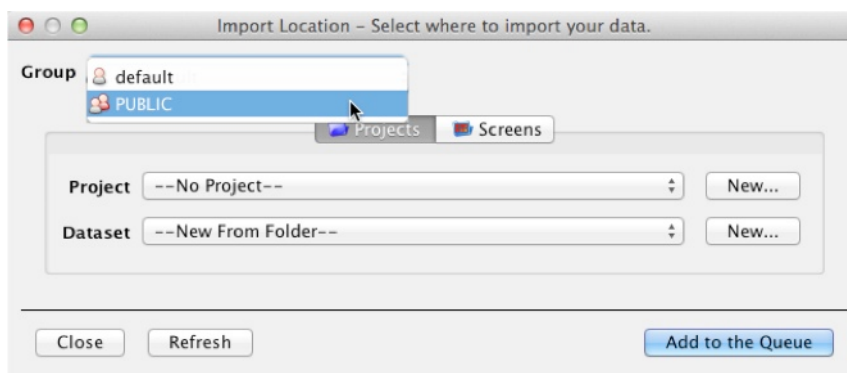 Import Location – Select where to import your data.
Group
default
PUBLIC
Projects
Screens
Project
--No Project--
New...
Dataset
--New From Folder--
New...
Close
Refresh
Add to the Queue